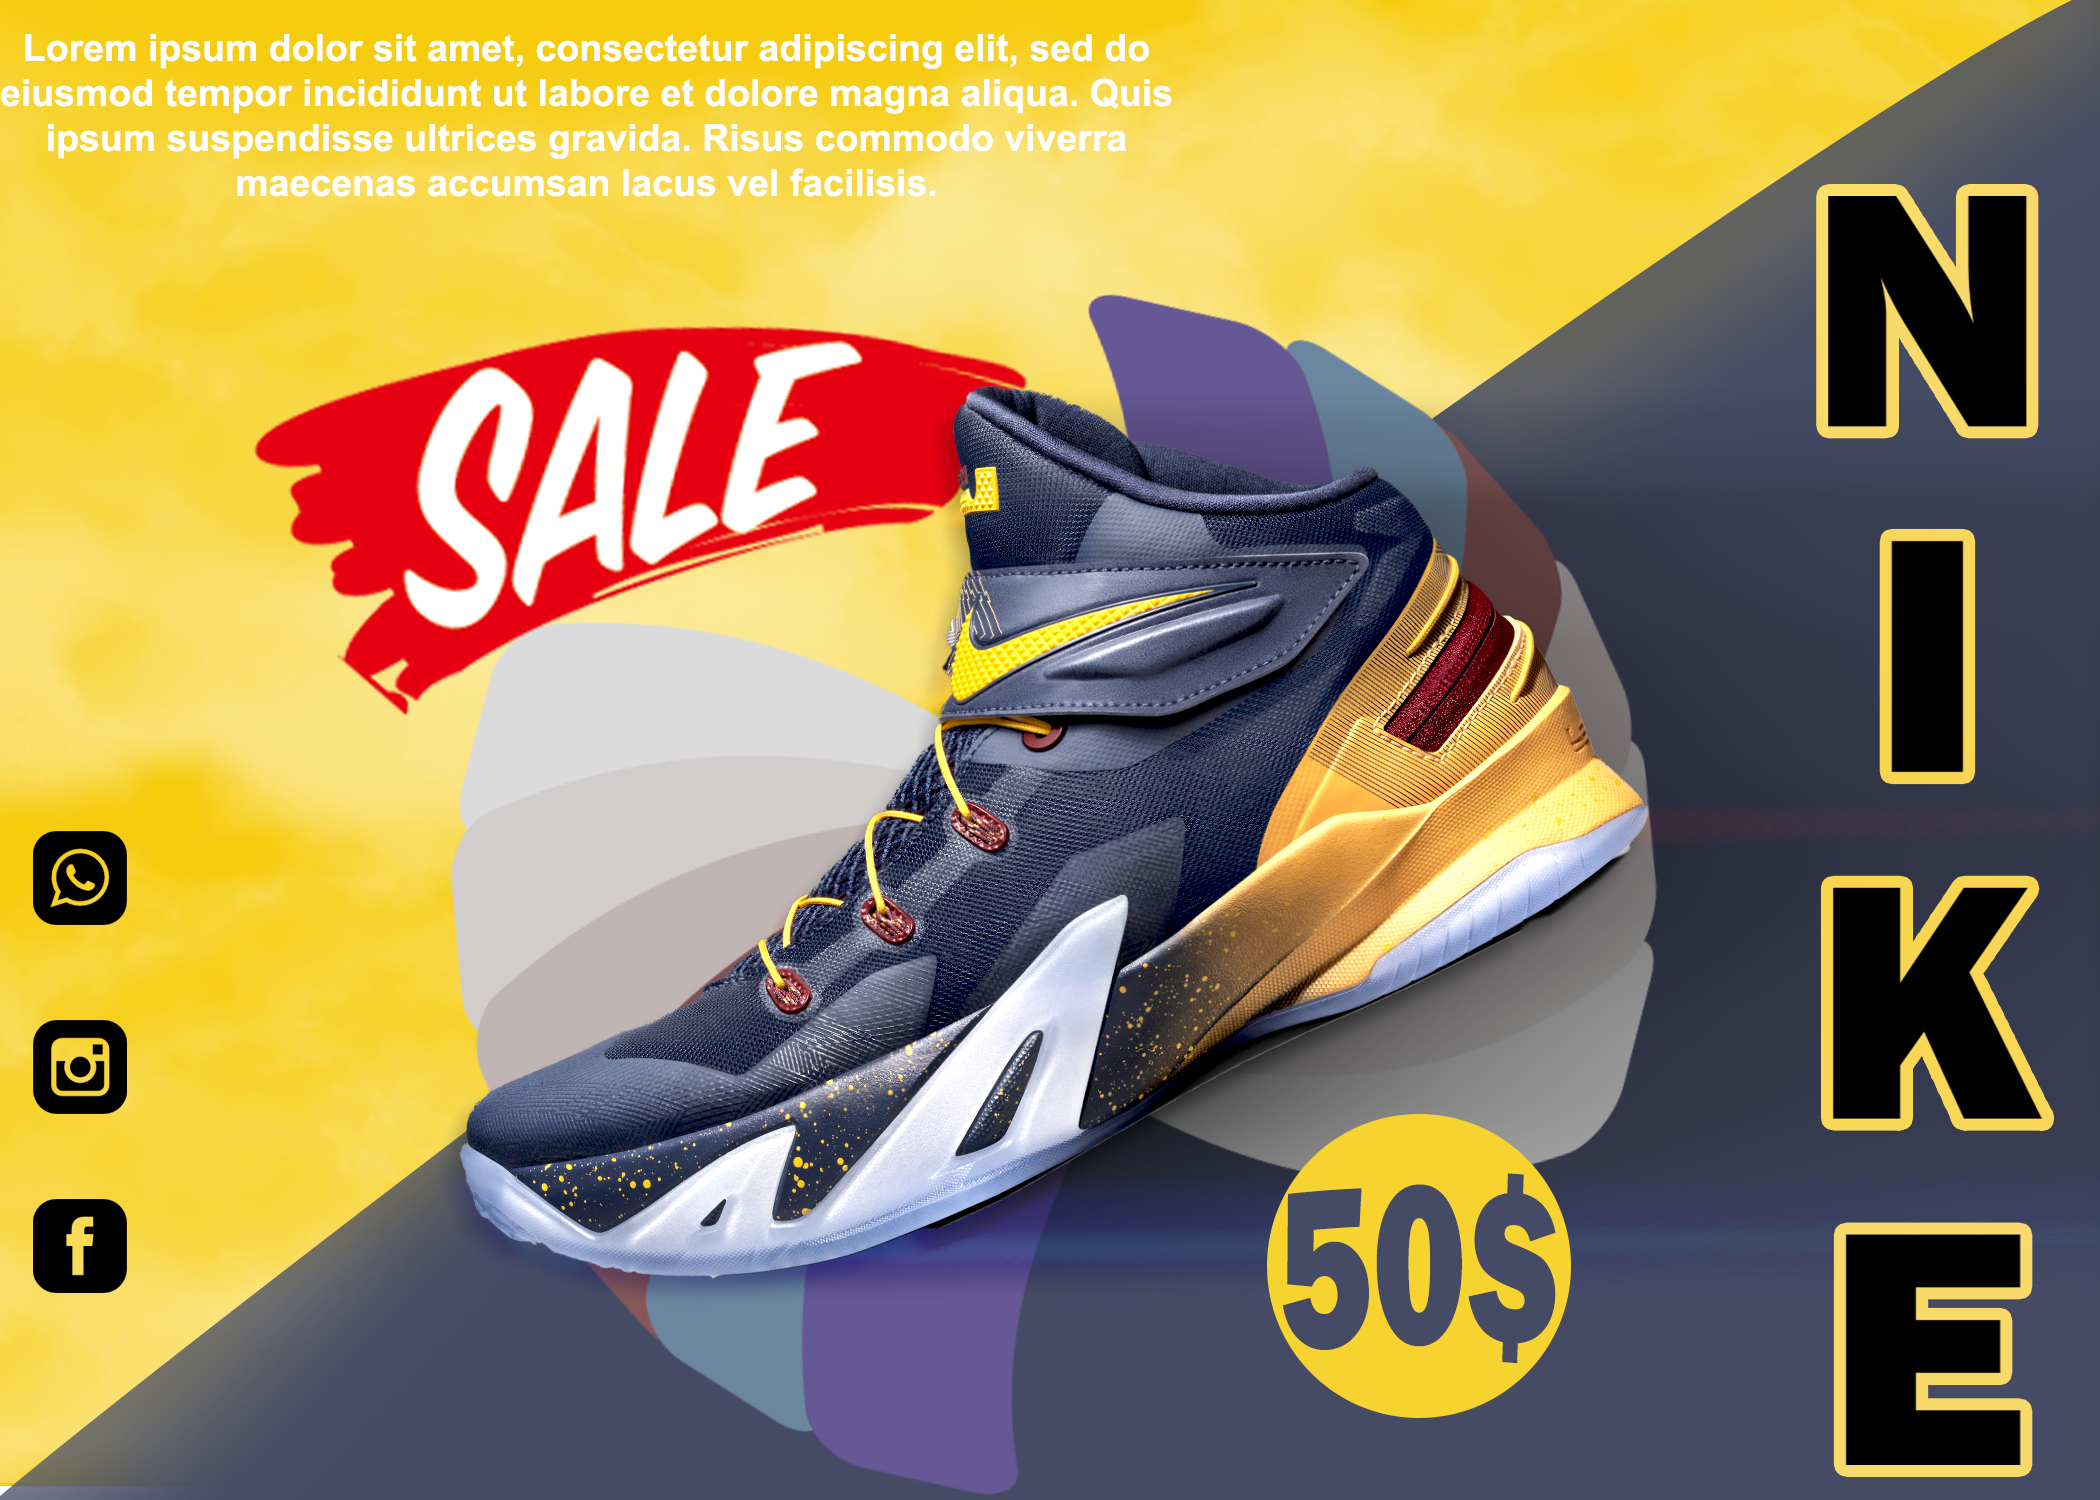 Lorem ipsum dolor sit amet, consectetur adipiscing elit, sed do
eiusmod tempor incididunt ut labore et dolore magna aliqua. Quis
ipsum suspendisse ultrices gravida. Risus commodo viverra
maecenas accumsan lacus vel facilisis.
SALE
NIKE
50$